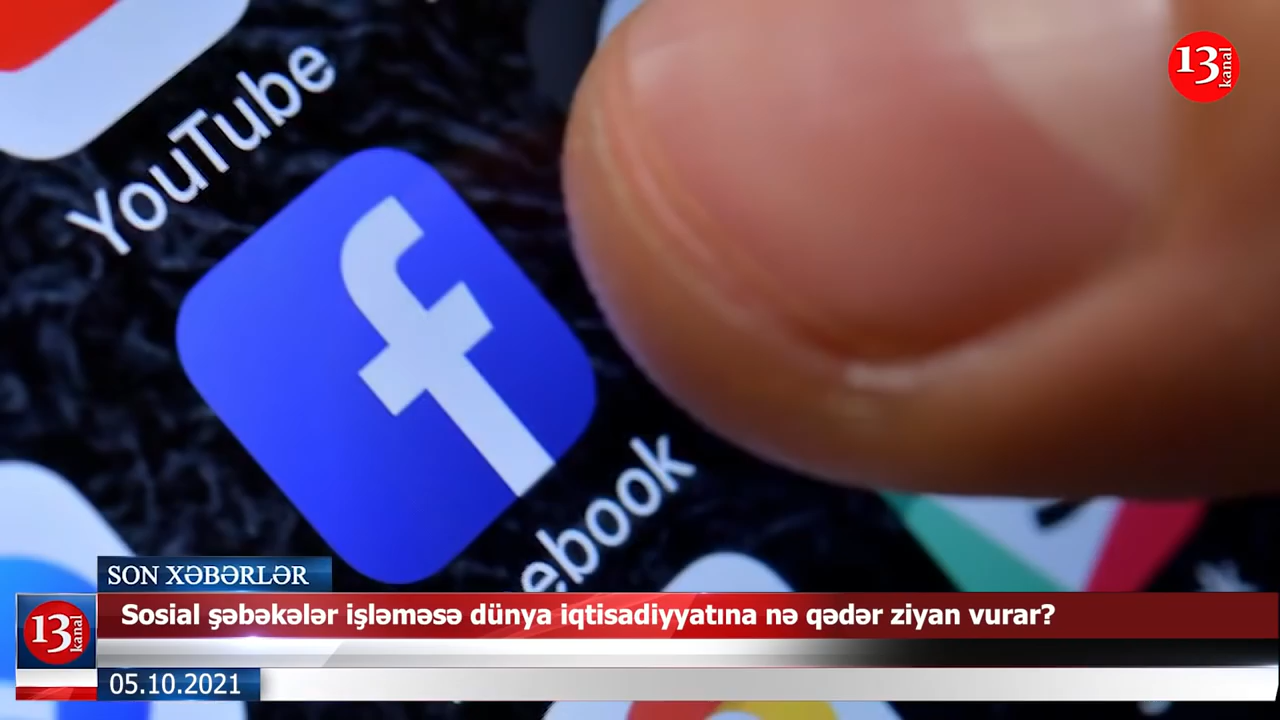 13
kanal
YouTube
ebook
SON XƏBƏRLƏR
13
kanal
Sosial şəbəkələr işləməsə dünya iqtisadiyyatına nə qədər ziyan vurar?
05.10.2021